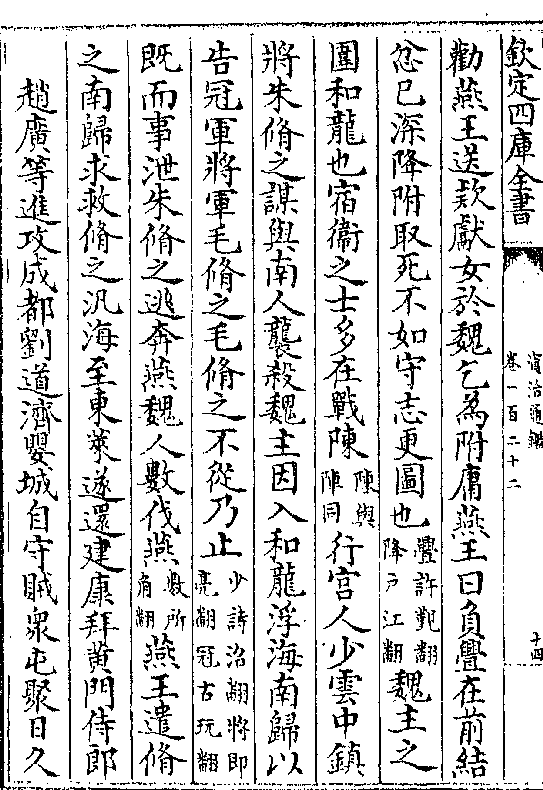 欽定四庫全書
資治通鑑
卷一百二十二
十四
勸燕王送款獻女於魏乞為附庸燕王曰負釁在前結
忿已深降附取死不如守志更圖也釁許覲翻降戶江翻魏主之
圍和龍也宿衞之士多在戰陳陳與陣同行宫人少雲中鎮
將朱脩之謀與南人襲殺魏主因入和龍浮海南歸以
告冠軍將軍毛脩之毛脩之不從乃止少詩沼翻將即亮翻冠古玩翻
既而事泄朱脩之逃奔燕魏人數伐燕數所角翻燕王遣脩
之南歸求救脩之汎海至東萊遂還建康拜黄門侍郎
趙廣等進攻成都劉道濟嬰城自守賊衆屯聚日久